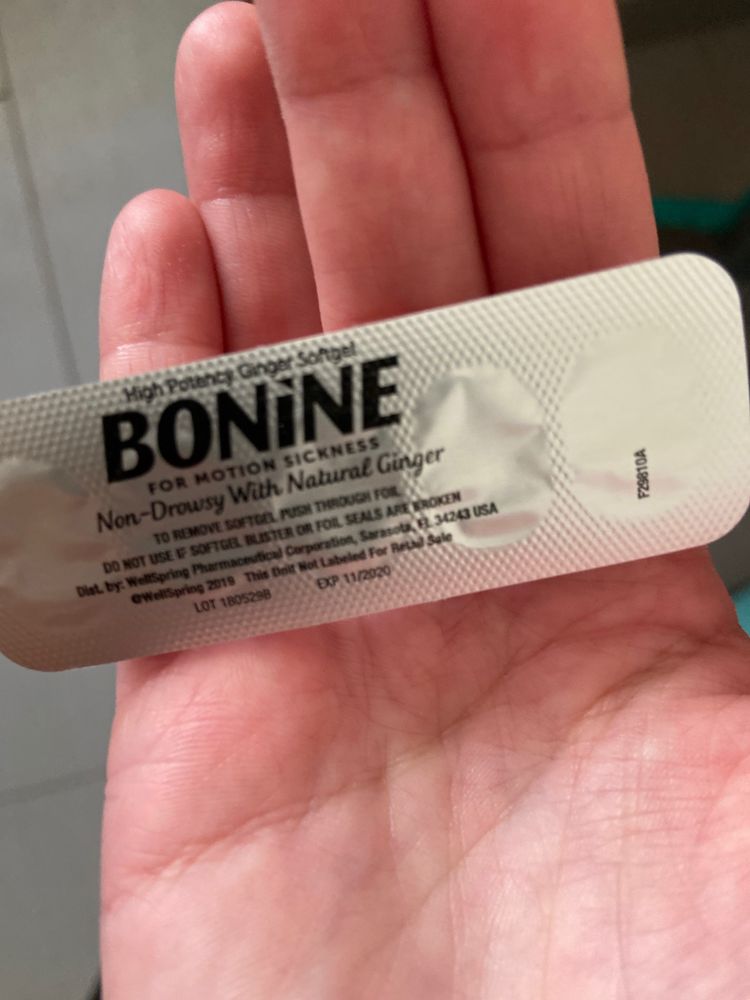 High Potency Ginger Softgel
BONiNE
FOR MOTION SICKNESS
Non-Drowsy With Natural Ginger
TO REMOVE SOFTGEL PUSH THROUGH FOIL.
DO NOT USE IF SOFTGEL BLISTER OR FOIL SEALS ARE BROKEN
Dist. by: WellSpring Pharmaceutical Corporation, Sarasota, FL 34243 USA
©WellSpring 2019 This Unit Not Labeled For Retail Sale
LOT 180529B EXP 11/2020
F29810A